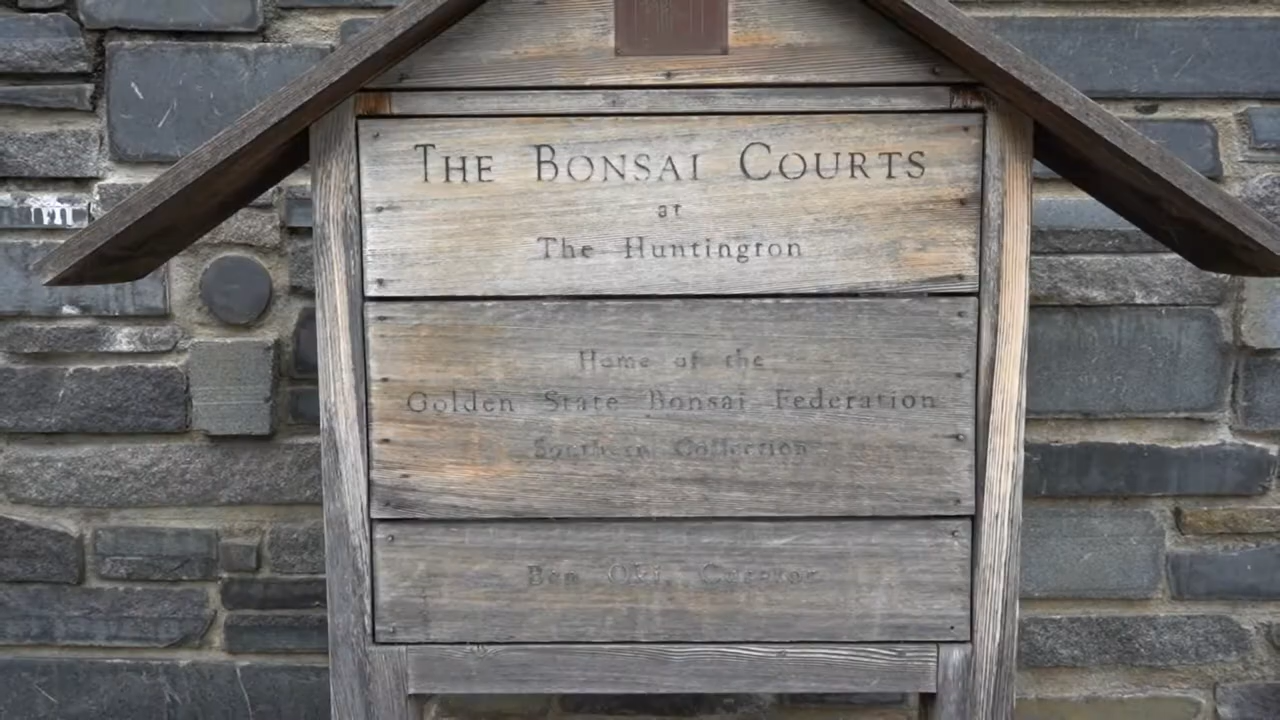 THE BONSAI COURTS
at
The Huntington
Home of the
Golden State Bonsai Federation
Southern Collection
Ben Oki, Curator